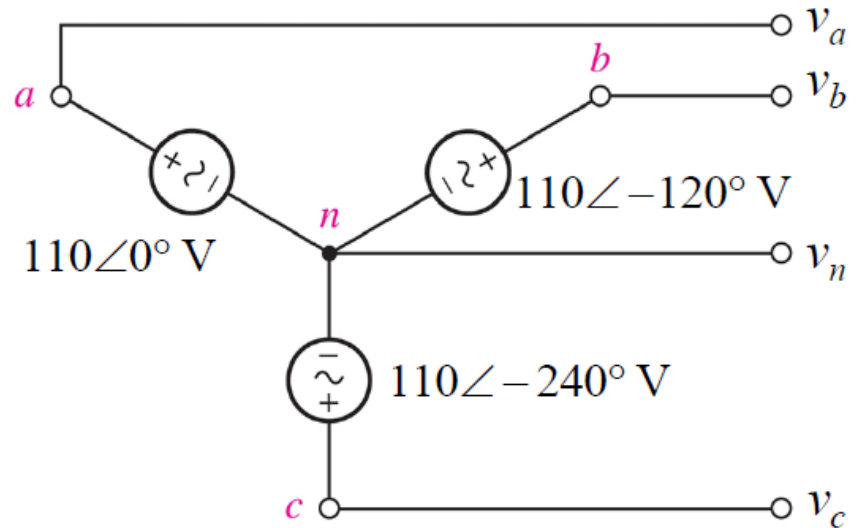 v_a
a
b
v_b
+ ~ −
− ~ +
110∠−120° V
n
110∠0° V
v_n
−
~
+
110∠−240° V
c
v_c